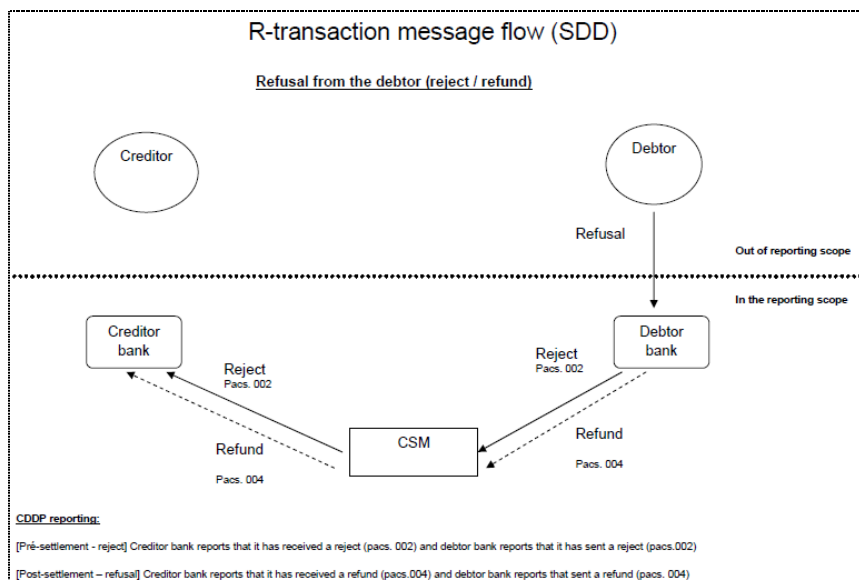 R-transaction message flow (SDD)
Refusal from the debtor (reject / refund)
Creditor
Debtor
Refusal
Out of reporting scope
In the reporting scope
Creditor
bank
Debtor
bank
Reject
Pacs. 002
Reject
Pacs. 002
CSM
Refund
Pacs. 004
Refund
Pacs. 004
CDDP reporting:
[Pré-settlement - reject] Creditor bank reports that it has received a reject (pacs. 002) and debtor bank reports that it has sent a reject (pacs.002)
[Post-settlement – refusal] Creditor bank reports that it has received a refund (pacs.004) and debtor bank reports that sent a refund (pacs. 004)